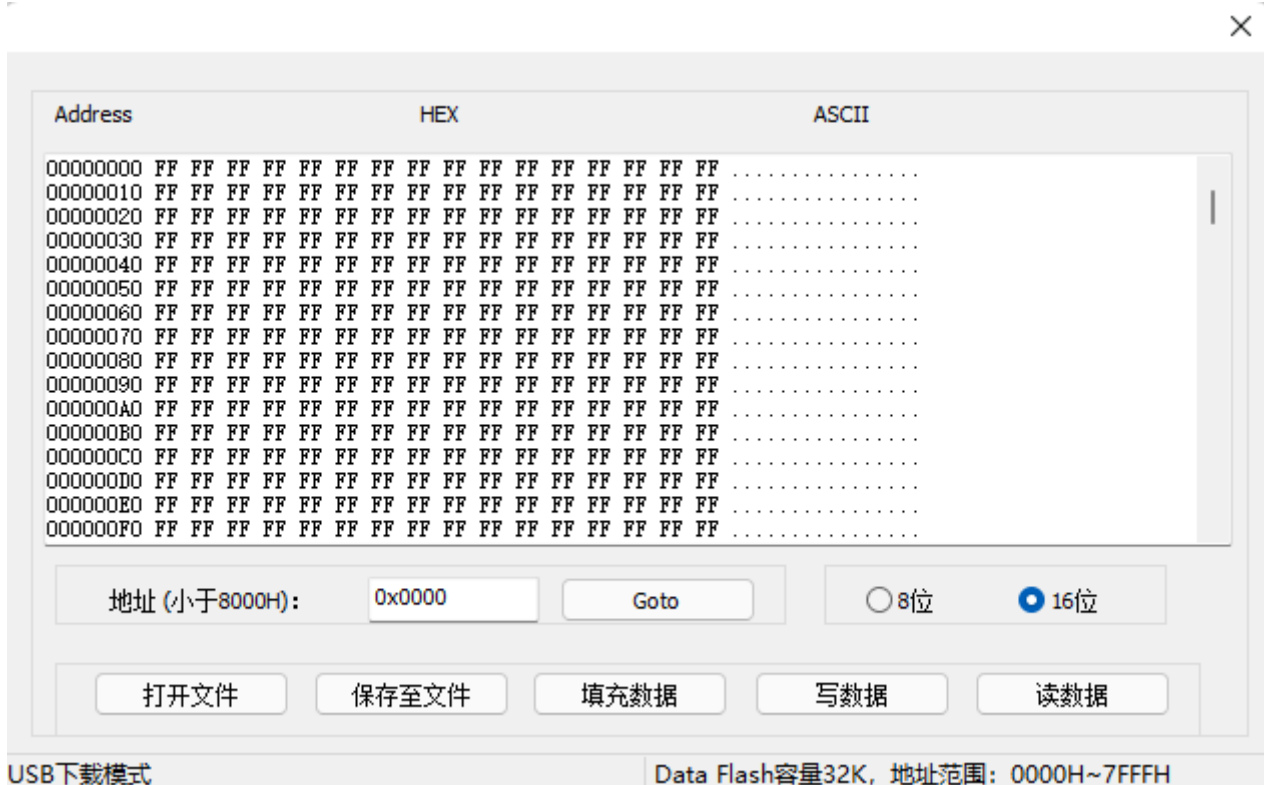 Address HEX ASCII
00000000 FF FF FF FF FF FF FF FF FF FF FF FF FF FF FF FF ................
00000010 FF FF FF FF FF FF FF FF FF FF FF FF FF FF FF FF ................
00000020 FF FF FF FF FF FF FF FF FF FF FF FF FF FF FF FF ................
00000030 FF FF FF FF FF FF FF FF FF FF FF FF FF FF FF FF ................
00000040 FF FF FF FF FF FF FF FF FF FF FF FF FF FF FF FF ................
00000050 FF FF FF FF FF FF FF FF FF FF FF FF FF FF FF FF ................
00000060 FF FF FF FF FF FF FF FF FF FF FF FF FF FF FF FF ................
00000070 FF FF FF FF FF FF FF FF FF FF FF FF FF FF FF FF ................
00000080 FF FF FF FF FF FF FF FF FF FF FF FF FF FF FF FF ................
00000090 FF FF FF FF FF FF FF FF FF FF FF FF FF FF FF FF ................
000000A0 FF FF FF FF FF FF FF FF FF FF FF FF FF FF FF FF ................
000000B0 FF FF FF FF FF FF FF FF FF FF FF FF FF FF FF FF ................
000000C0 FF FF FF FF FF FF FF FF FF FF FF FF FF FF FF FF ................
000000D0 FF FF FF FF FF FF FF FF FF FF FF FF FF FF FF FF ................
000000E0 FF FF FF FF FF FF FF FF FF FF FF FF FF FF FF FF ................
000000F0 FF FF FF FF FF FF FF FF FF FF FF FF FF FF FF FF ................
地址 (小于8000H): 0x0000 Goto 8位 16位
打开文件 保存至文件 填充数据 写数据 读数据
USB下载模式 Data Flash容量32K，地址范围：0000H~7FFFH